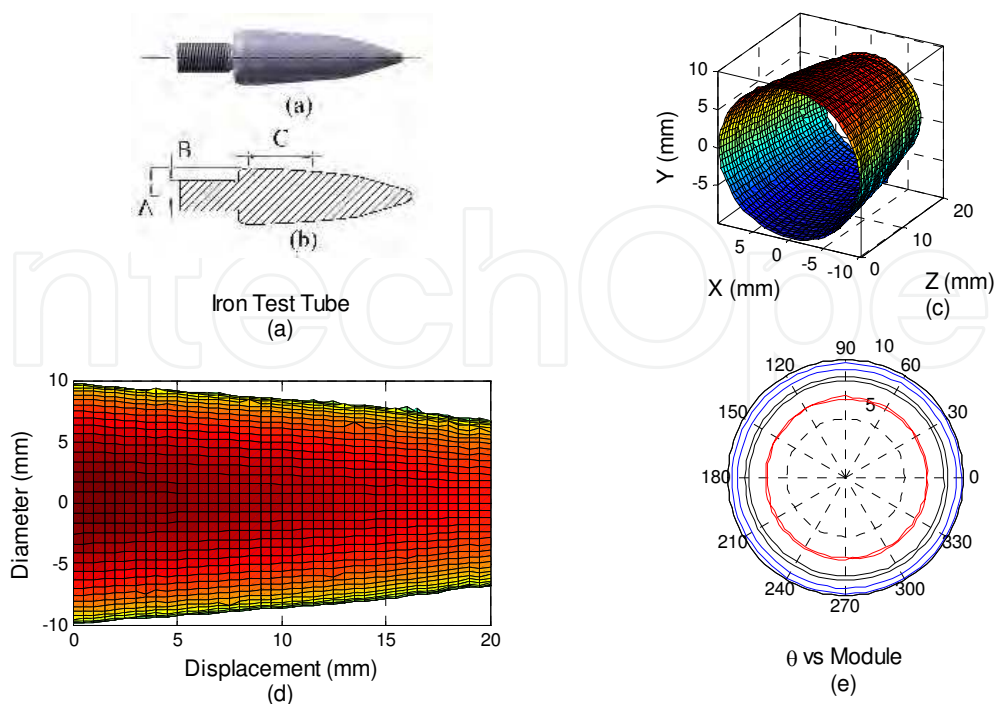 (a)
B
C
A
(b)
Iron Test Tube
(a)
10
5
0
-5
Y (mm)
5
0
-5
-10
X (mm)
0
10
20
Z (mm)
(c)
ntechOpe
10
5
0
-5
-10
Diameter (mm)
0
5
10
15
20
Displacement (mm)
(d)
90
10
120
60
150
5
30
180
0
210
330
240
300
270
θ vs Module
(e)